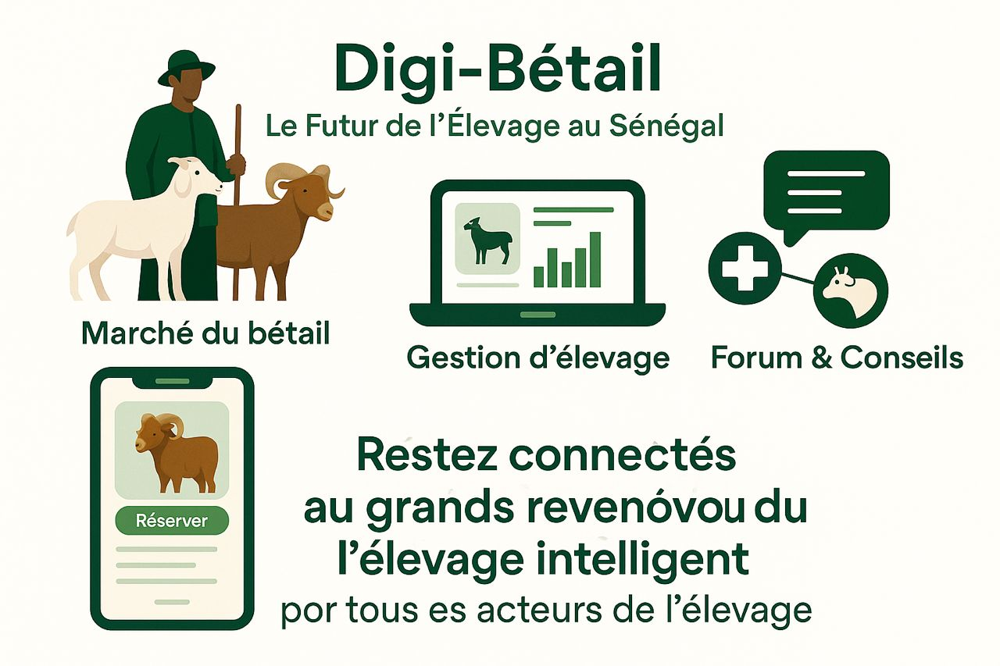 Digi-Bétail
Le Futur de l'Élevage au Sénégal
Marché du bétail
Gestion d'élevage
Forum & Conseils
Réserver
Restez connectés
au grands revenóvou du
l'élevage intelligent
por tous es acteurs de l'élevage